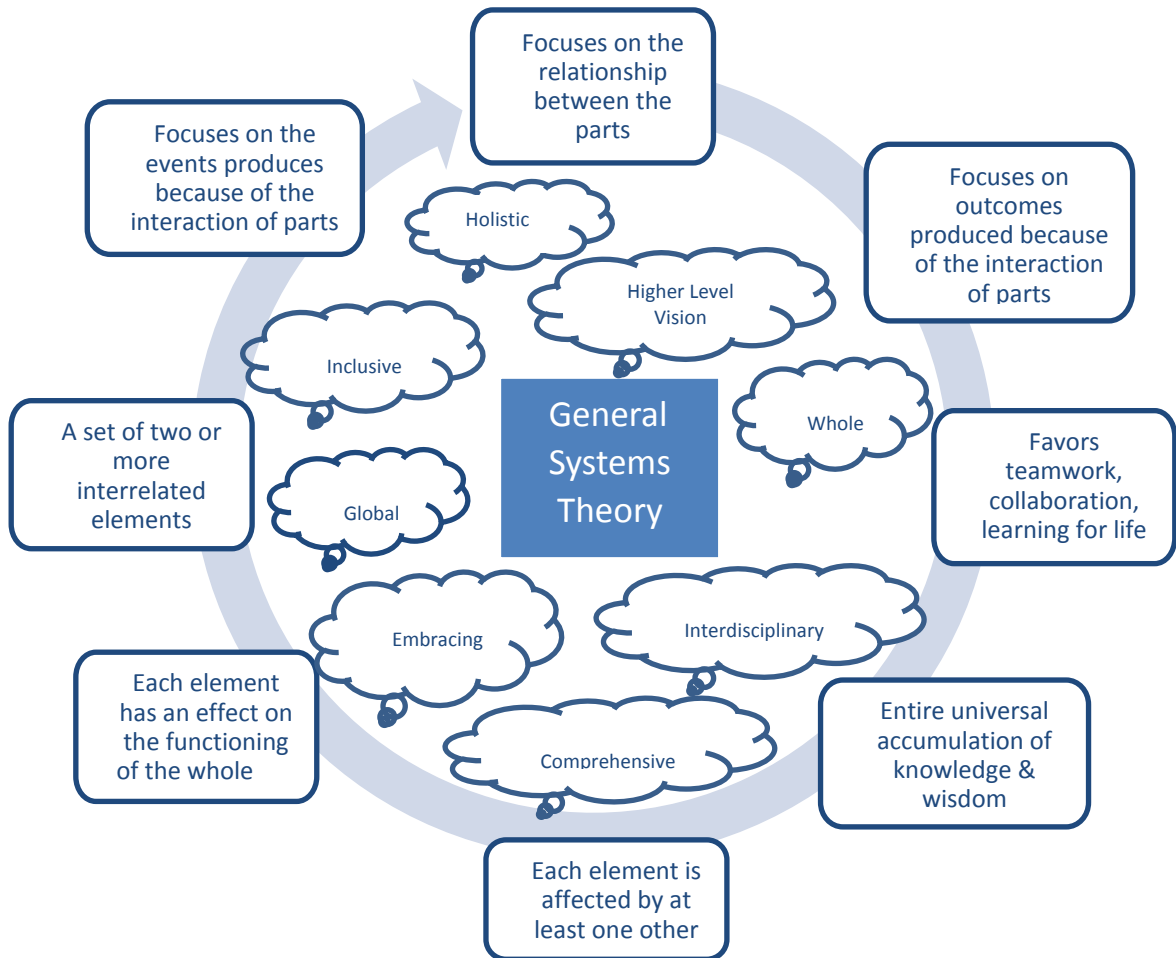 Focuses on the
relationship
between the
parts
Focuses on
outcomes
produced because
of the interaction
of parts
Favors
teamwork,
collaboration,
learning for life
Entire universal
accumulation of
knowledge &
wisdom
Each element is
affected by at
least one other
Each element
has an effect on
the functioning
of the whole
A set of two or
more
interrelated
elements
Focuses on the
events produces
because of the
interaction of parts
Holistic
Higher Level
Vision
Whole
Interdisciplinary
Comprehensive
Embracing
Global
Inclusive
General
Systems
Theory